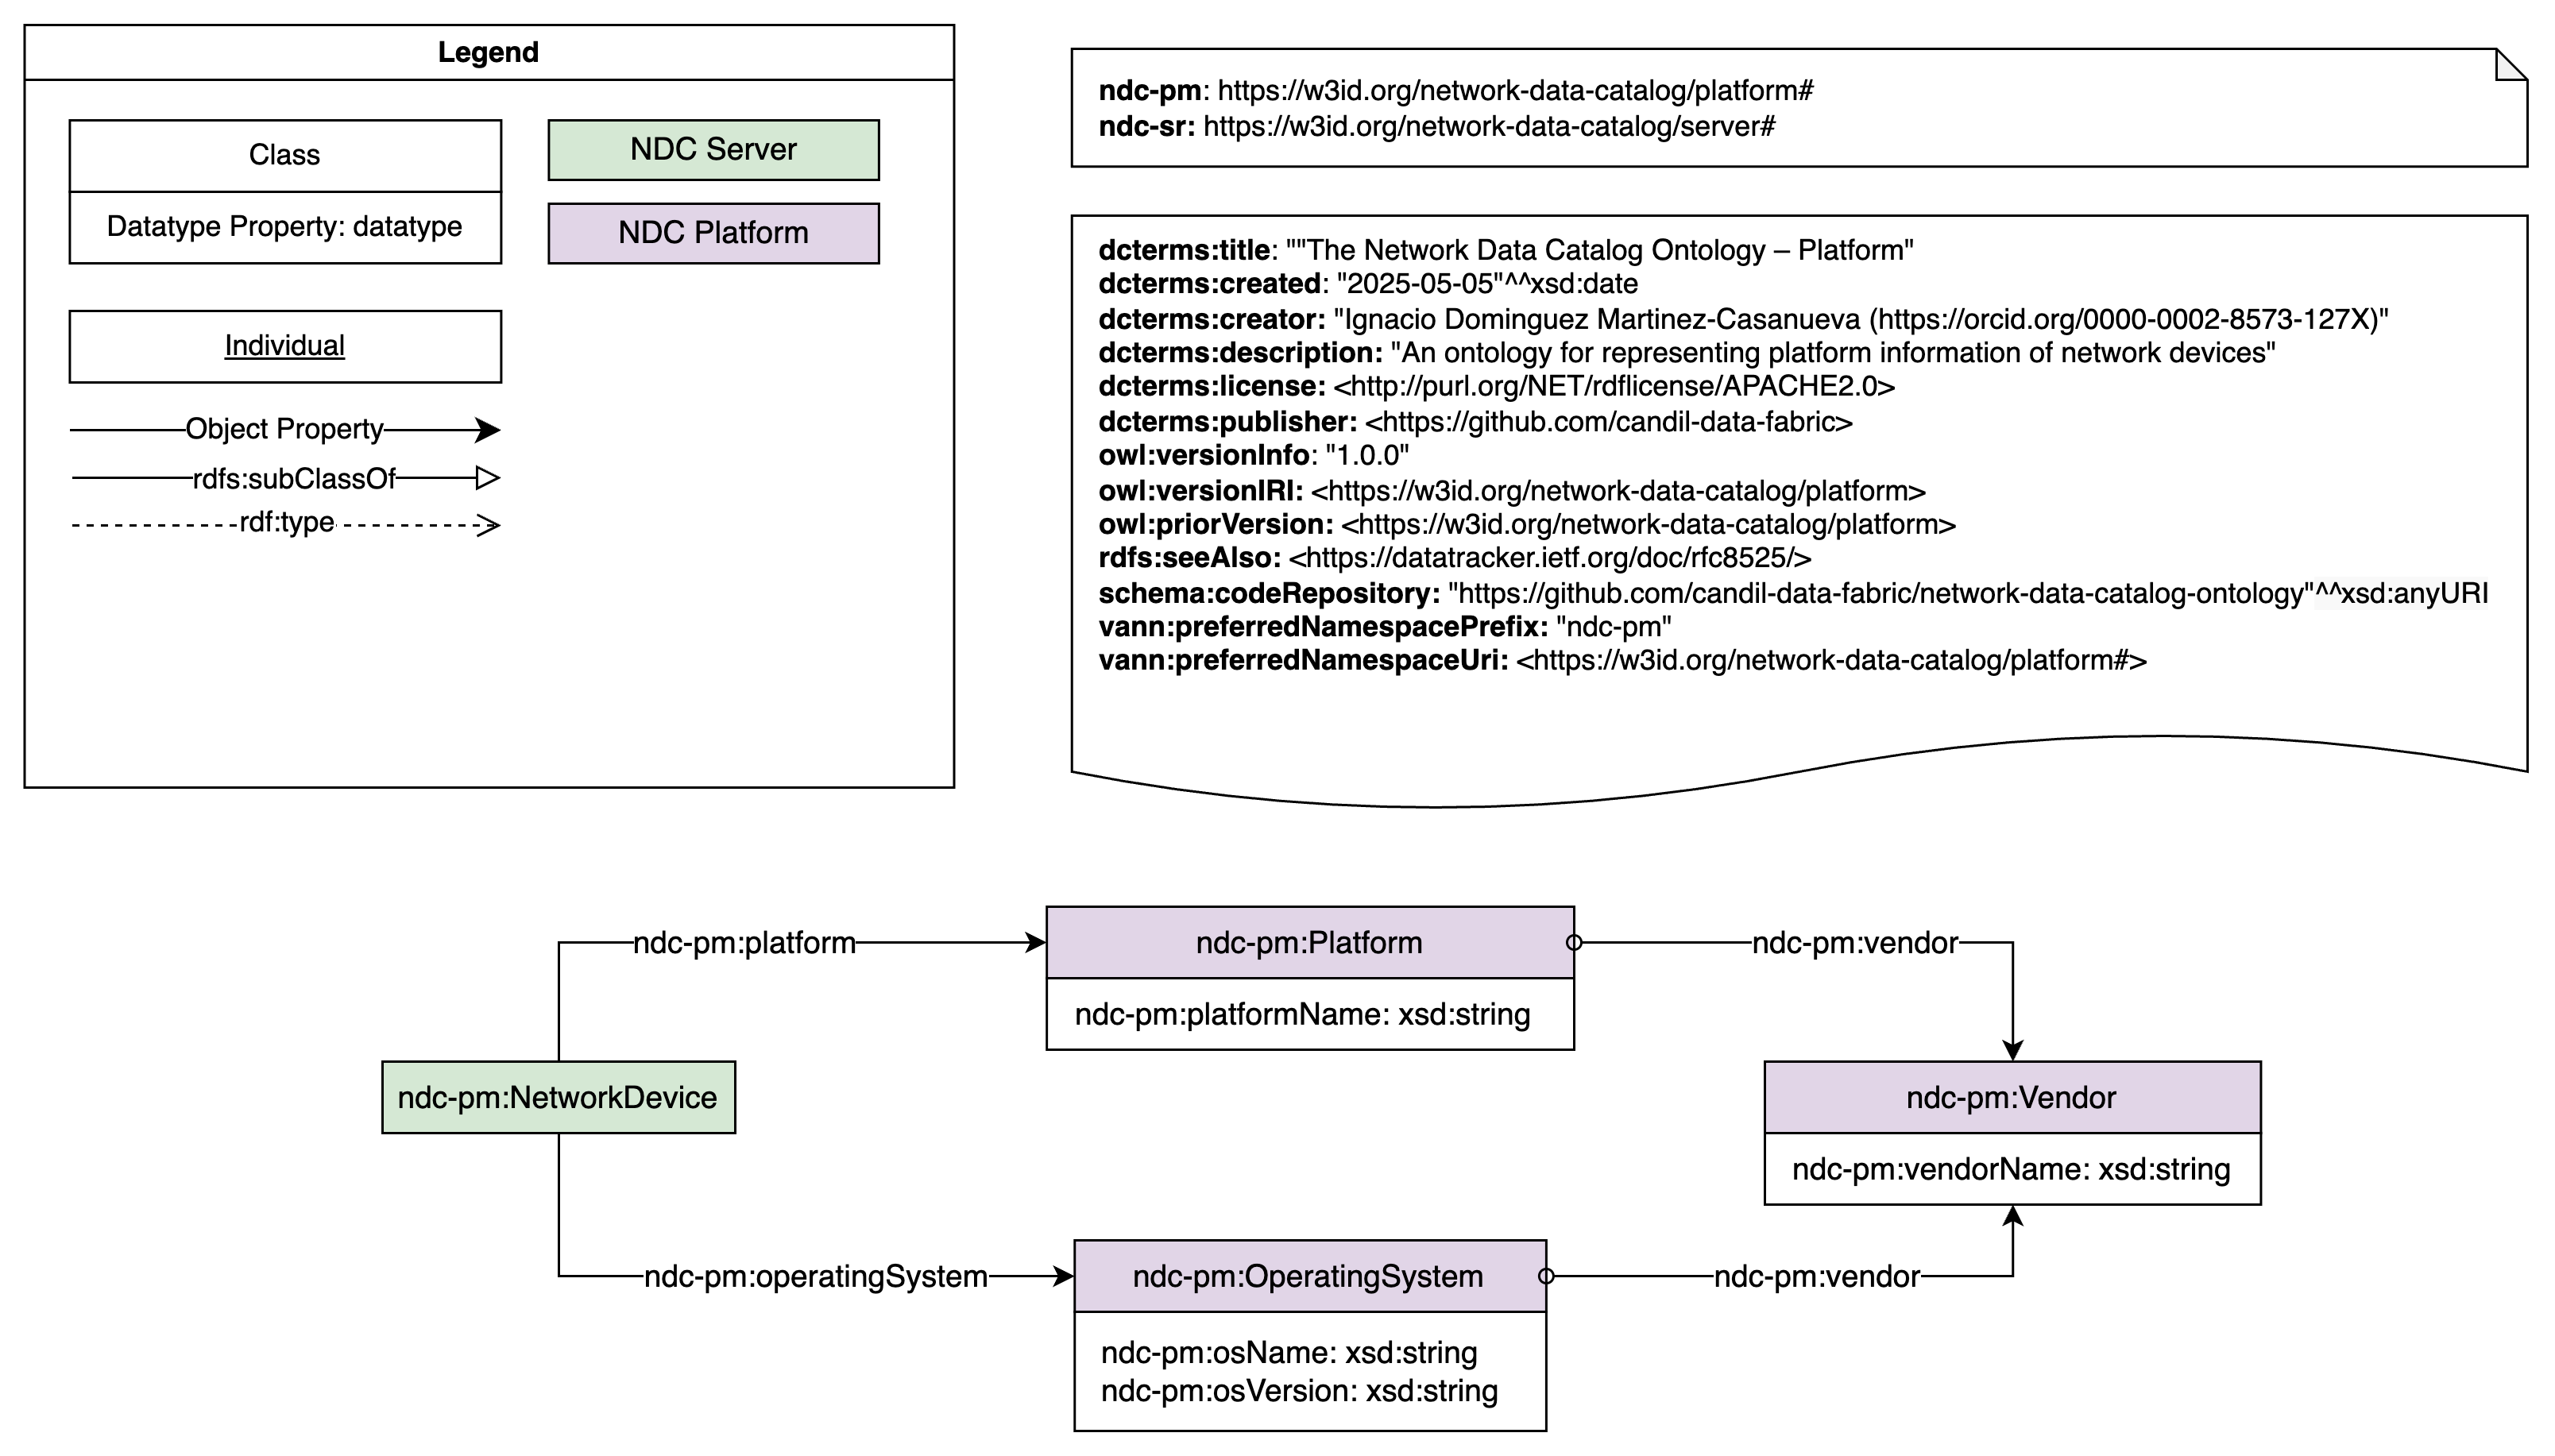 Legend
Class
Datatype Property: datatype
NDC Server
NDC Platform
Individual
Object Property
rdfs:subClassOf
rdf:type
ndc-pm: https://w3id.org/network-data-catalog/platform#
ndc-sr: https://w3id.org/network-data-catalog/server#
dcterms:title: ""The Network Data Catalog Ontology – Platform"
dcterms:created: "2025-05-05"^^xsd:date
dcterms:creator: "Ignacio Dominguez Martinez-Casanueva (https://orcid.org/0000-0002-8573-127X)"
dcterms:description: "An ontology for representing platform information of network devices"
dcterms:license: <http://purl.org/NET/rdflicense/APACHE2.0>
dcterms:publisher: <https://github.com/candil-data-fabric>
owl:versionInfo: "1.0.0"
owl:versionIRI: <https://w3id.org/network-data-catalog/platform>
owl:priorVersion: <https://w3id.org/network-data-catalog/platform>
rdfs:seeAlso: <https://datatracker.ietf.org/doc/rfc8525/>
schema:codeRepository: "https://github.com/candil-data-fabric/network-data-catalog-ontology"^^xsd:anyURI
vann:preferredNamespacePrefix: "ndc-pm"
vann:preferredNamespaceUri: <https://w3id.org/network-data-catalog/platform#>
ndc-pm:platform
ndc-pm:Platform
ndc-pm:platformName: xsd:string
ndc-pm:vendor
ndc-pm:NetworkDevice
ndc-pm:Vendor
ndc-pm:vendorName: xsd:string
ndc-pm:operatingSystem
ndc-pm:OperatingSystem
ndc-pm:osName: xsd:string
ndc-pm:osVersion: xsd:string
ndc-pm:vendor